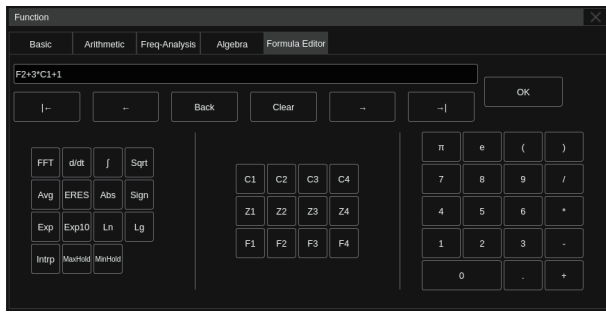 Function
Basic Arithmetic Freq-Analysis Algebra Formula Editor
F2+3*C1+1
OK
|← ← Back Clear → →|
π e ( )
FFT d/dt ∫ Sqrt
C1 C2 C3 C4
7 8 9 /
Avg ERES Abs Sign
Z1 Z2 Z3 Z4
4 5 6 *
Exp Exp10 Ln Lg
F1 F2 F3 F4
1 2 3 -
Intrp MaxHold MinHold
0 . +